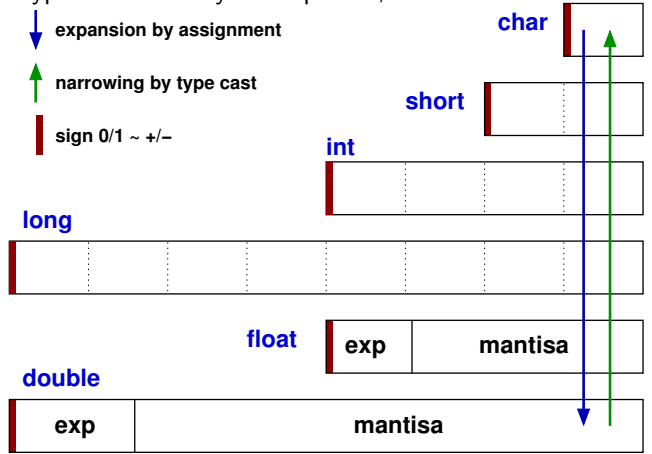 expansion by assignment
char
narrowing by type cast
short
sign 0/1 ~ +/−
int
long
float
exp
mantisa
double
exp
mantisa